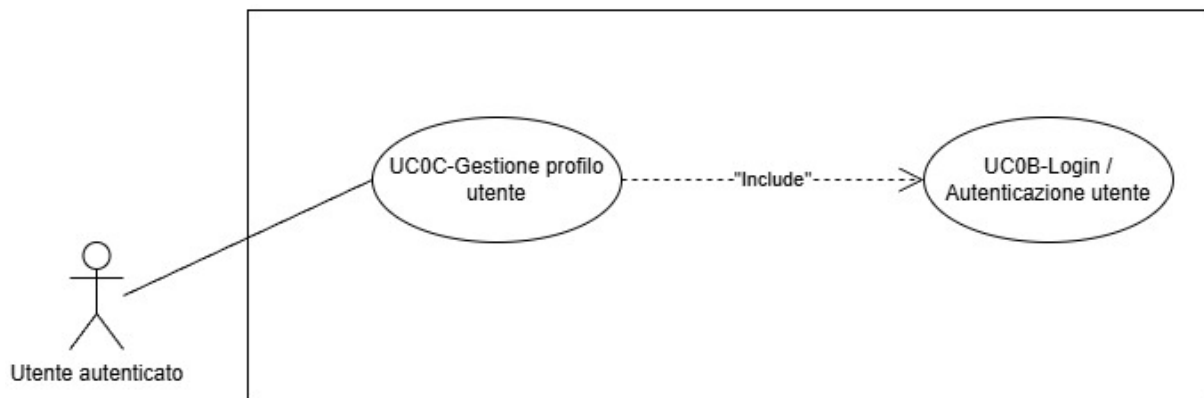 UC0C-Gestione profilo
utente
"Include"
UC0B-Login /
Autenticazione utente
Utente autenticato